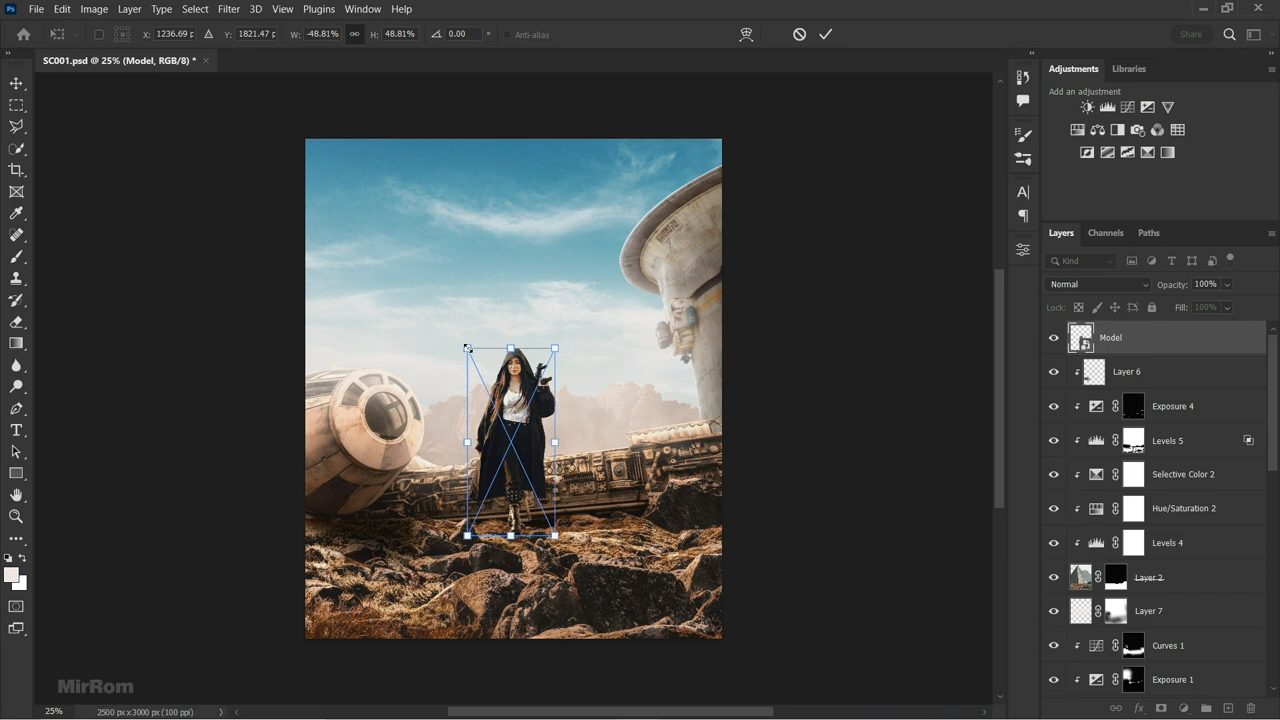 Ps File Edit Image Layer Type Select Filter 3D View Plugins Window Help
X: 1236.69 p Y: 1821.47 p W: -48.81% H: 48.81% 0.00 ° Anti-alias Share
SC001.psd @ 25% (Model, RGB/8) * ×
Adjustments Libraries
Add an adjustment
Layers Channels Paths
Kind
Normal Opacity: 100%
Lock: Fill: 100%
Model
Layer 6
Exposure 4
Levels 5
Selective Color 2
Hue/Saturation 2
Levels 4
Layer 2
Layer 7
Curves 1
Exposure 1
MirRom
25% 2500 px x 3000 px (100 ppi)